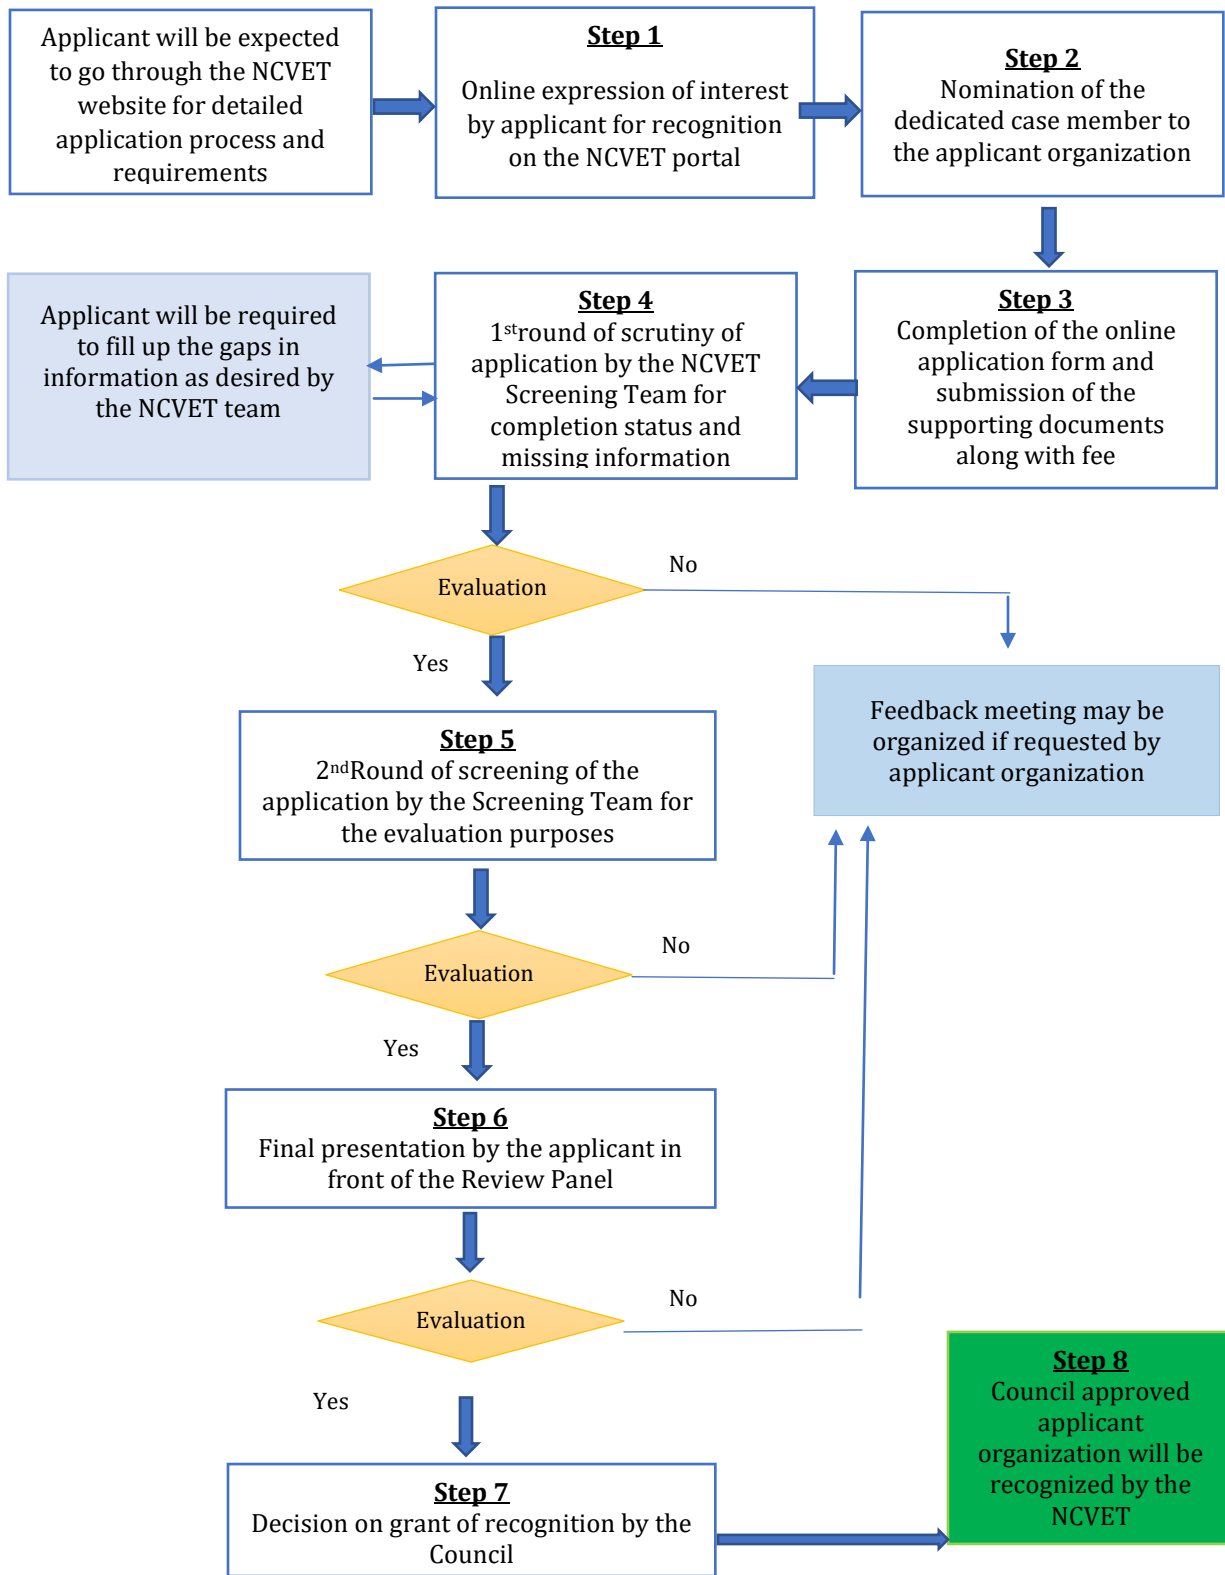 Applicant will be expected
to go through the NCVET
website for detailed
application process and
requirements
Step 1
Online expression of interest
by applicant for recognition
on the NCVET portal
Step 2
Nomination of the
dedicated case member to
the applicant organization
Applicant will be required
to fill up the gaps in
information as desired by
the NCVET team
Step 4
1stround of scrutiny of
application by the NCVET
Screening Team for
completion status and
missing information
Step 3
Completion of the online
application form and
submission of the
supporting documents
along with fee
Evaluation
No
Yes
Feedback meeting may be
organized if requested by
applicant organization
Step 5
2ndRound of screening of the
application by the Screening Team for
the evaluation purposes
Evaluation
No
Yes
Step 6
Final presentation by the applicant in
front of the Review Panel
Evaluation
No
Yes
Step 7
Decision on grant of recognition by the
Council
Step 8
Council approved
applicant
organization will be
recognized by the
NCVET